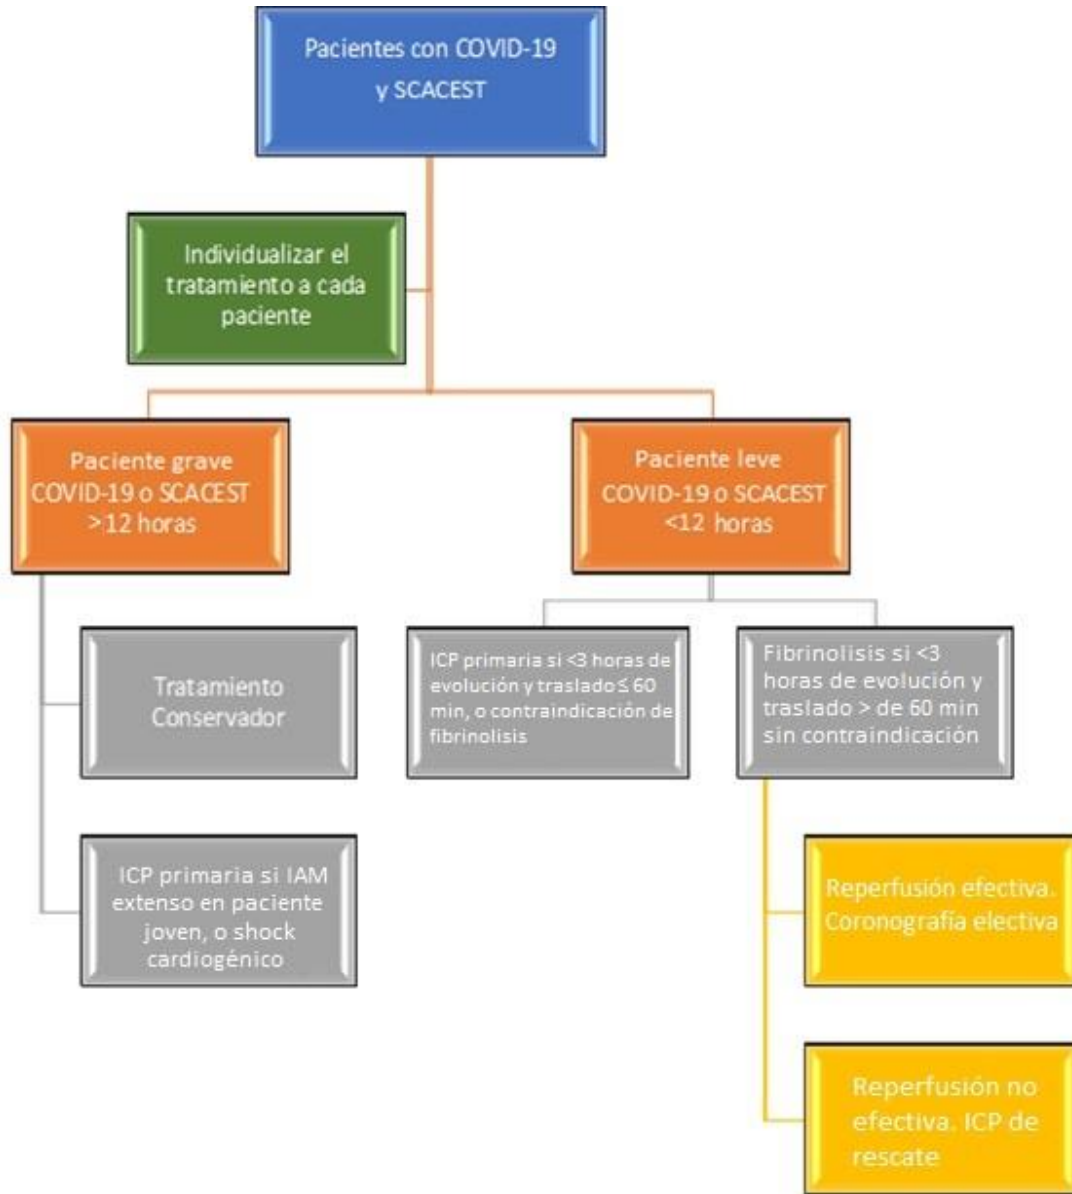 Pacientes con COVID-19
y SCACEST
Individualizar el
tratamiento a cada
paciente
Paciente grave
COVID-19 o SCACEST
>12 horas
Paciente leve
COVID-19 o SCACEST
<12 horas
Tratamiento
Conservador
ICP primaria si IAM
extenso en paciente
joven, o shock
cardiogénico
ICP primaria si <3 horas de
evolución y traslado ≤ 60
min, o contraindicación de
fibrinolisis
Fibrinolisis si <3
horas de evolución y
traslado > de 60 min
sin contraindicación
Reperfusión efectiva.
Coronografía electiva
Reperfusión no
efectiva. ICP de
rescate